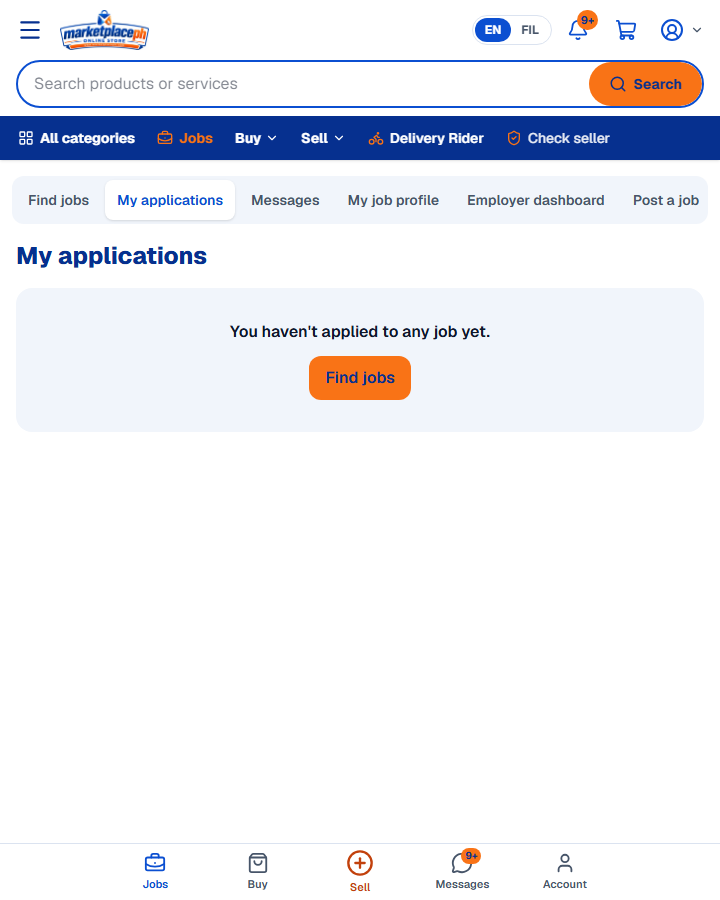 marketplaceph
ONLINE STORE
EN FIL
9+
Search products or services
Search
All categories Jobs Buy Sell Delivery Rider Check seller
Find jobs My applications Messages My job profile Employer dashboard Post a job
My applications
You haven't applied to any job yet.
Find jobs
9+
Jobs Buy Sell Messages Account